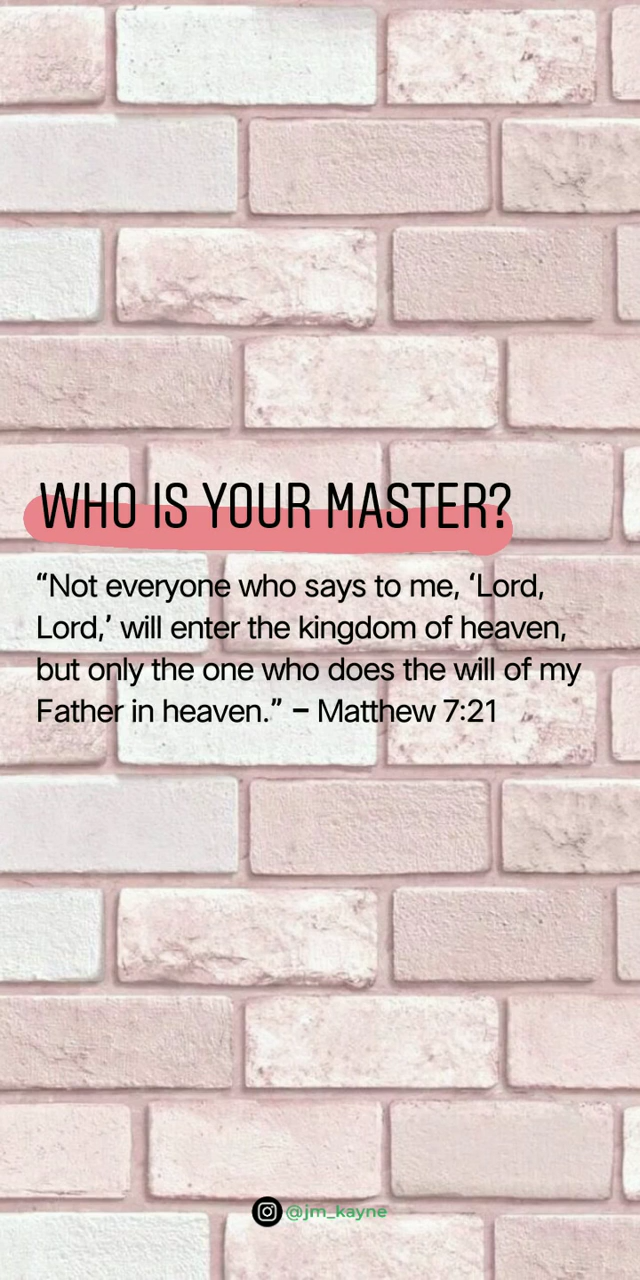 WHO IS YOUR MASTER?
“Not everyone who says to me, ‘Lord,
Lord,’ will enter the kingdom of heaven,
but only the one who does the will of my
Father in heaven.” – Matthew 7:21
@jm_kayne